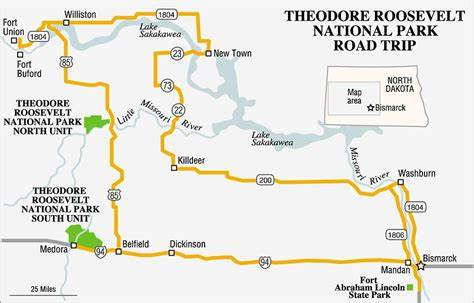 THEODORE ROOSEVELT
NATIONAL PARK
ROAD TRIP
Fort
Union
Williston
1804
1804
Lake
Sakakawea
Fort
Buford
85
New Town
23
73
22
NORTH
DAKOTA
Map
area
Bismarck
THEODORE
ROOSEVELT
NATIONAL PARK
NORTH UNIT
Little Missouri River
Lake
Sakakawea
Missouri
River
Killdeer
200
Washburn
THEODORE
ROOSEVELT
NATIONAL PARK
SOUTH UNIT
85
1804
1806
Medora
94
Belfield
Dickinson
94
Mandan
Bismarck
Fort
Abraham Lincoln
State Park
25 Miles